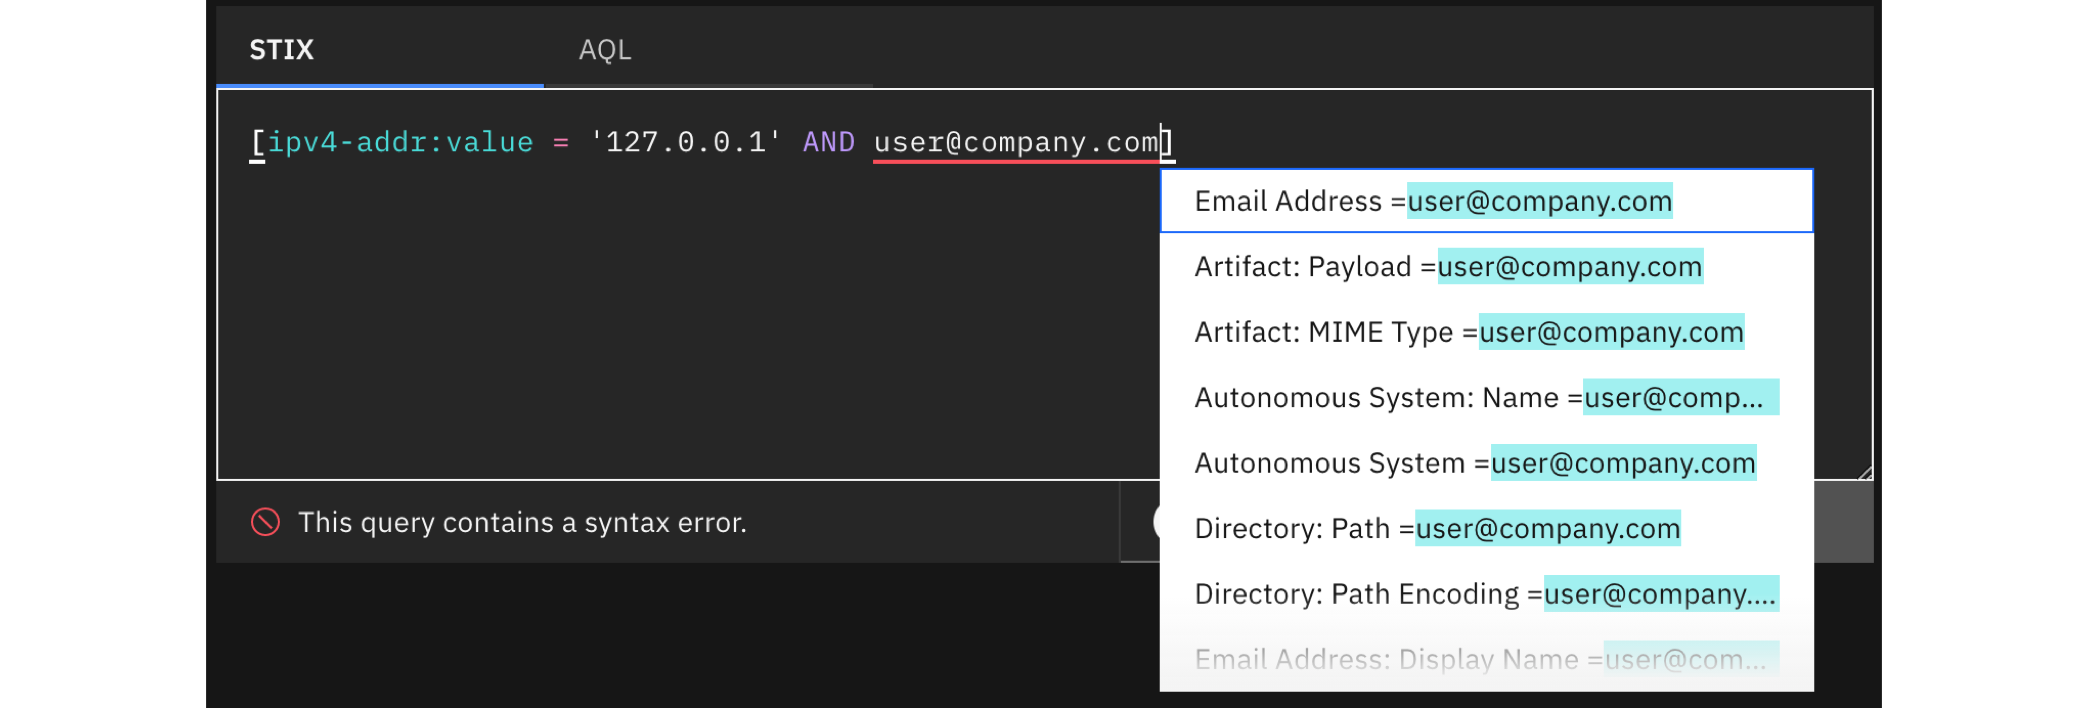 STIX AQL
[ipv4-addr:value = '127.0.0.1' AND user@company.com]
Email Address =user@company.com
Artifact: Payload =user@company.com
Artifact: MIME Type =user@company.com
Autonomous System: Name =user@comp...
Autonomous System =user@company.com
Directory: Path =user@company.com
Directory: Path Encoding =user@company....
Email Address: Display Name =user@com...
This query contains a syntax error.